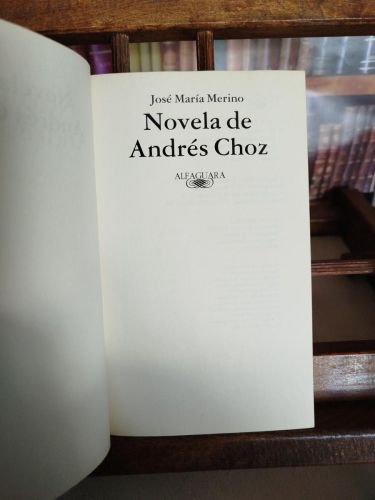 José María Merino
Novela de
Andrés Choz
ALFAGUARA